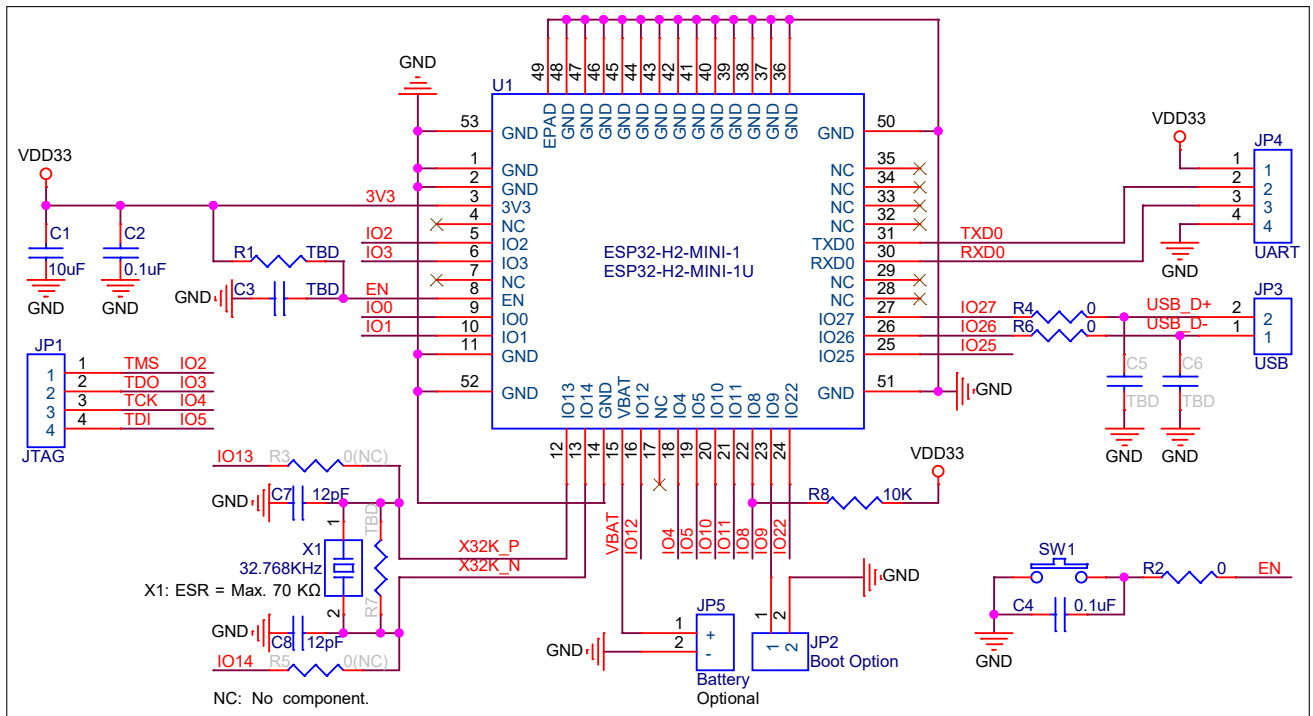 49 48 47 46 45 44 43 42 41 40 39 38 37 36
GND
U1
EPAD GND GND GND GND GND GND GND GND GND GND GND GND GND
53 GND
GND 50
VDD33
VDD33
JP4
1 GND
2 GND
3V3 3 3V3
4 NC
IO2 5 IO2
IO3 6 IO3
7 NC
EN 8 EN
IO0 9 IO0
IO1 10 IO1
11 GND
52 GND
ESP32-H2-MINI-1
ESP32-H2-MINI-1U
NC 35
NC 34
NC 33
NC 32
TXD0 31 TXD0
RXD0 30 RXD0
NC 29
NC 28
IO27 27 IO27 R4 0 USB_D+
IO26 26 IO26 R6 0 USB_D-
IO25 25 IO25
GND 51
GND
1 1
2 2
3 3
4 4
GND
UART
JP3
2 2
1 1
USB
C5
TBD
GND
C6
TBD
GND
C1
10uF
GND
C2
0.1uF
GND
R1 TBD
GND C3 TBD
JP1
1 1 TMS IO2
2 2 TDO IO3
3 3 TCK IO4
4 4 TDI IO5
JTAG
IO13 IO14 GND VBAT IO12 NC IO4 IO5 IO10 IO11 IO8 IO9 IO22
12 13 14 15 16 17 18 19 20 21 22 23 24
VBAT IO12 IO4 IO5 IO10 IO11 IO8 IO9 IO22
VDD33
R8 10K
IO13 R3 0(NC)
GND C7 12pF
1
TBD
X1
32.768KHz
X1: ESR = Max. 70 KΩ
2
R7
X32K_P
X32K_N
GND C8 12pF
IO14 R5 0(NC)
NC: No component.
GND
JP5
1 +
2 -
Battery
Optional
GND
1 2
1 2
JP2
Boot Option
GND
SW1
R2 0 EN
C4 0.1uF
GND